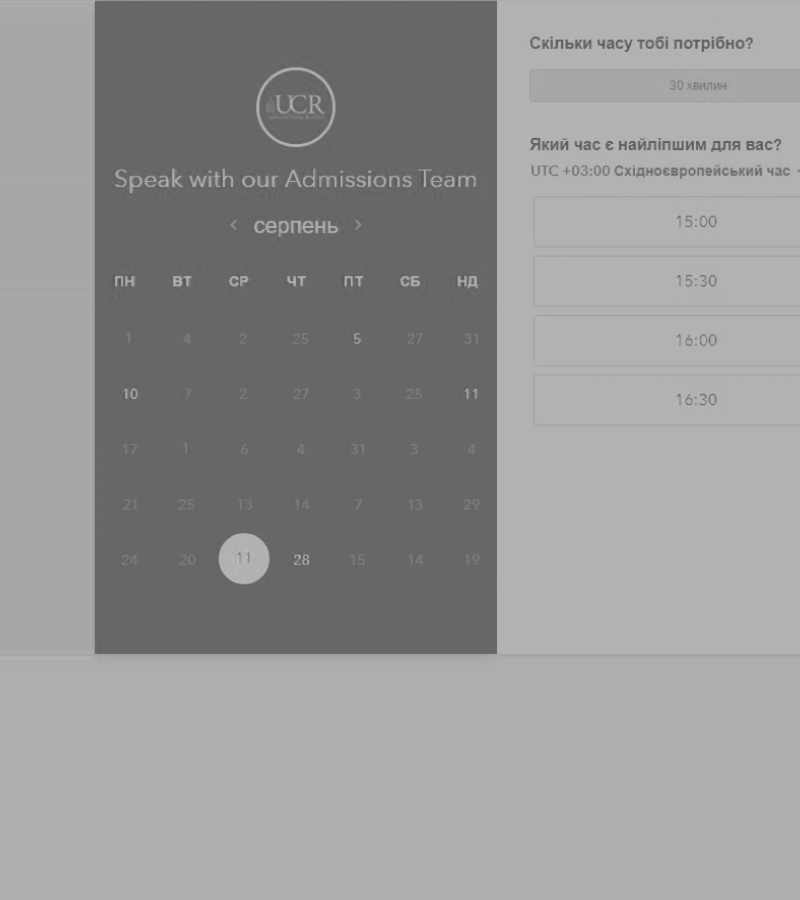 UCR
Speak with our Admissions Team
серпень
ПН ВТ СР ЧТ ПТ СБ НД
1 4 2 25 5 27 31
10 7 2 27 3 25 11
17 1 6 4 31 3 4
21 25 13 14 7 13 29
24 20 11 28 15 14 19
Скільки часу тобі потрібно?
30 хвилин
Який час є найліпшим для вас?
UTC +03:00 Східноєвропейський час
15:00
15:30
16:00
16:30